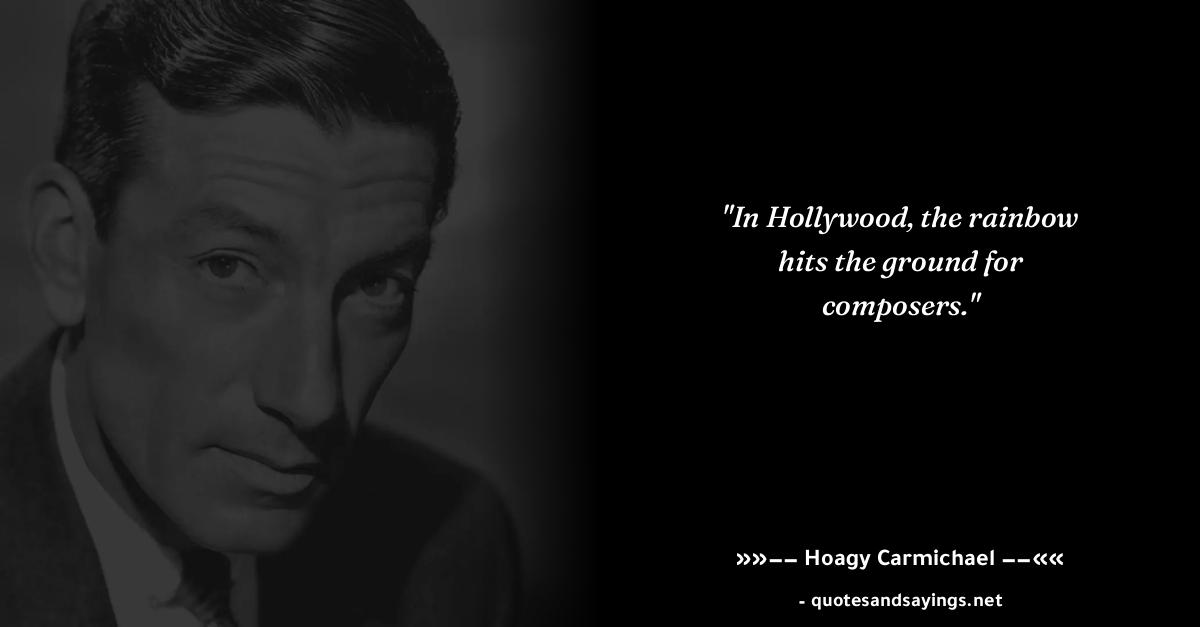 "In Hollywood, the rainbow
hits the ground for
composers."
»»–– Hoagy Carmichael ––««
- quotesandsayings.net